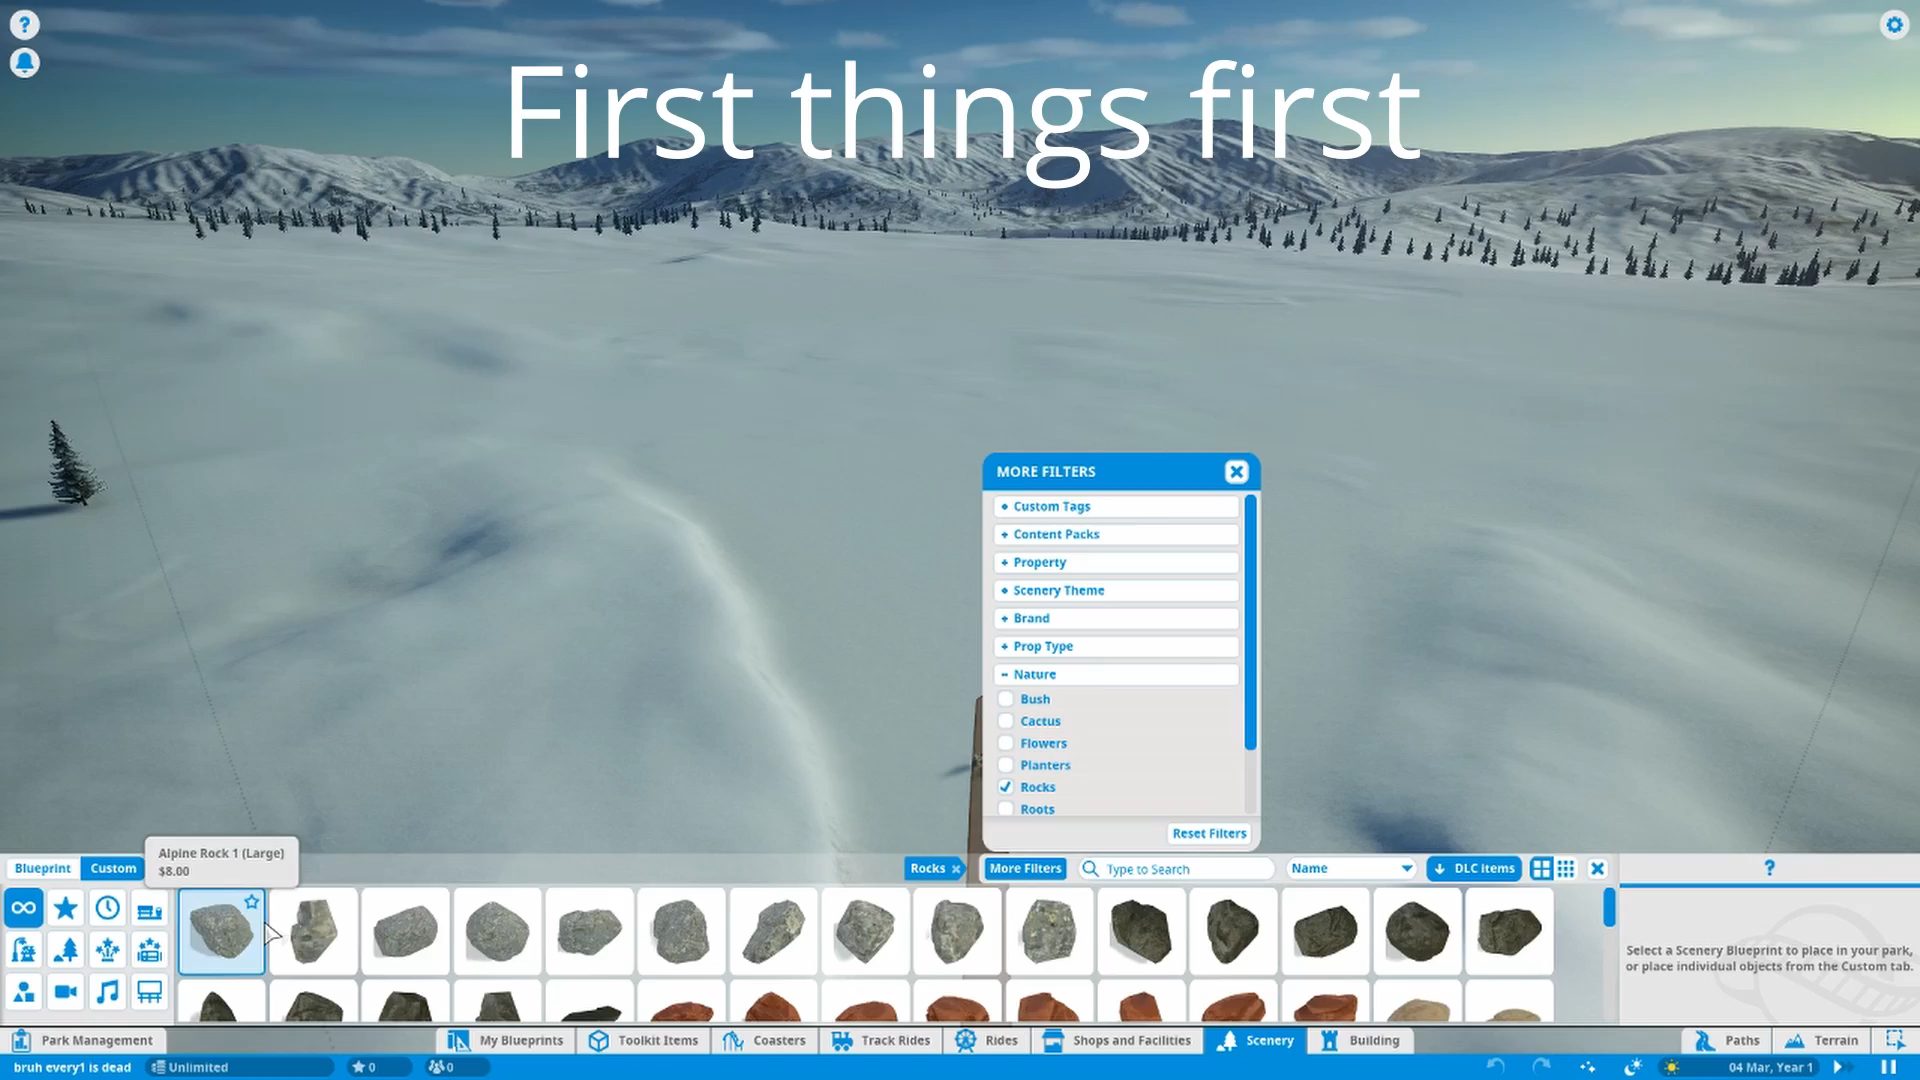 First things first
MORE FILTERS
Custom Tags
Content Packs
Property
Scenery Theme
Brand
Prop Type
Nature
Bush
Cactus
Flowers
Planters
Rocks
Roots
Reset Filters
Alpine Rock 1 (Large)
$8.00
Blueprint Custom Rocks More Filters Type to Search Name DLC items
Select a Scenery Blueprint to place in your park,
or place individual objects from the Custom tab.
Park Management My Blueprints Toolkit Items Coasters Track Rides Rides Shops and Facilities Scenery Building Paths Terrain
bruh every1 is dead Unlimited 0 0 04 Mar, Year 1